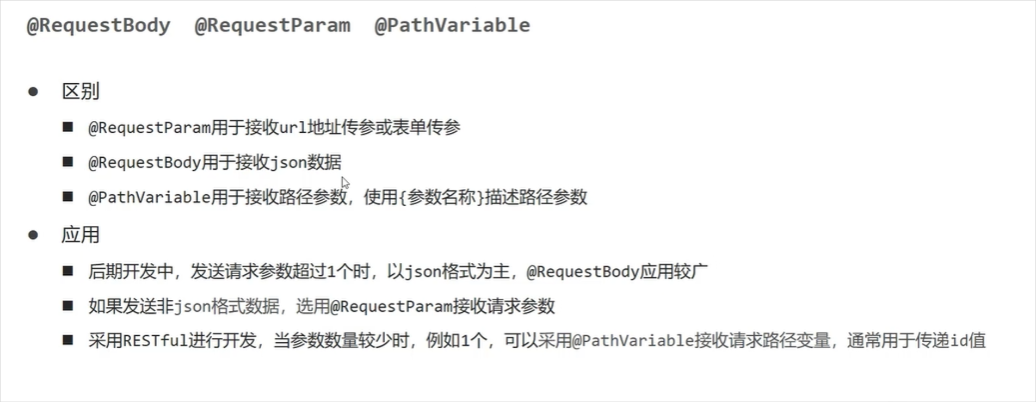 @RequestBody @RequestParam @PathVariable
● 区别
■ @RequestParam用于接收url地址传参或表单传参
■ @RequestBody用于接收json数据
■ @PathVariable用于接收路径参数，使用{参数名称}描述路径参数
● 应用
■ 后期开发中，发送请求参数超过1个时，以json格式为主，@RequestBody应用较广
■ 如果发送非json格式数据，选用@RequestParam接收请求参数
■ 采用RESTful进行开发，当参数数量较少时，例如1个，可以采用@PathVariable接收请求路径变量，通常用于传递id值